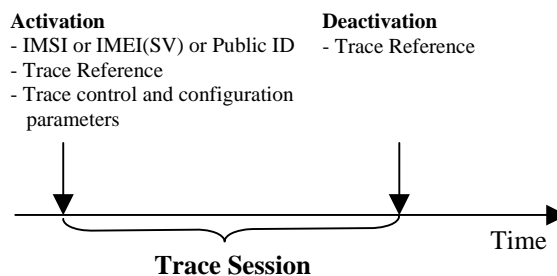 Activation
- IMSI or IMEI(SV) or Public ID
- Trace Reference
- Trace control and configuration
parameters
Deactivation
- Trace Reference
Time
Trace Session